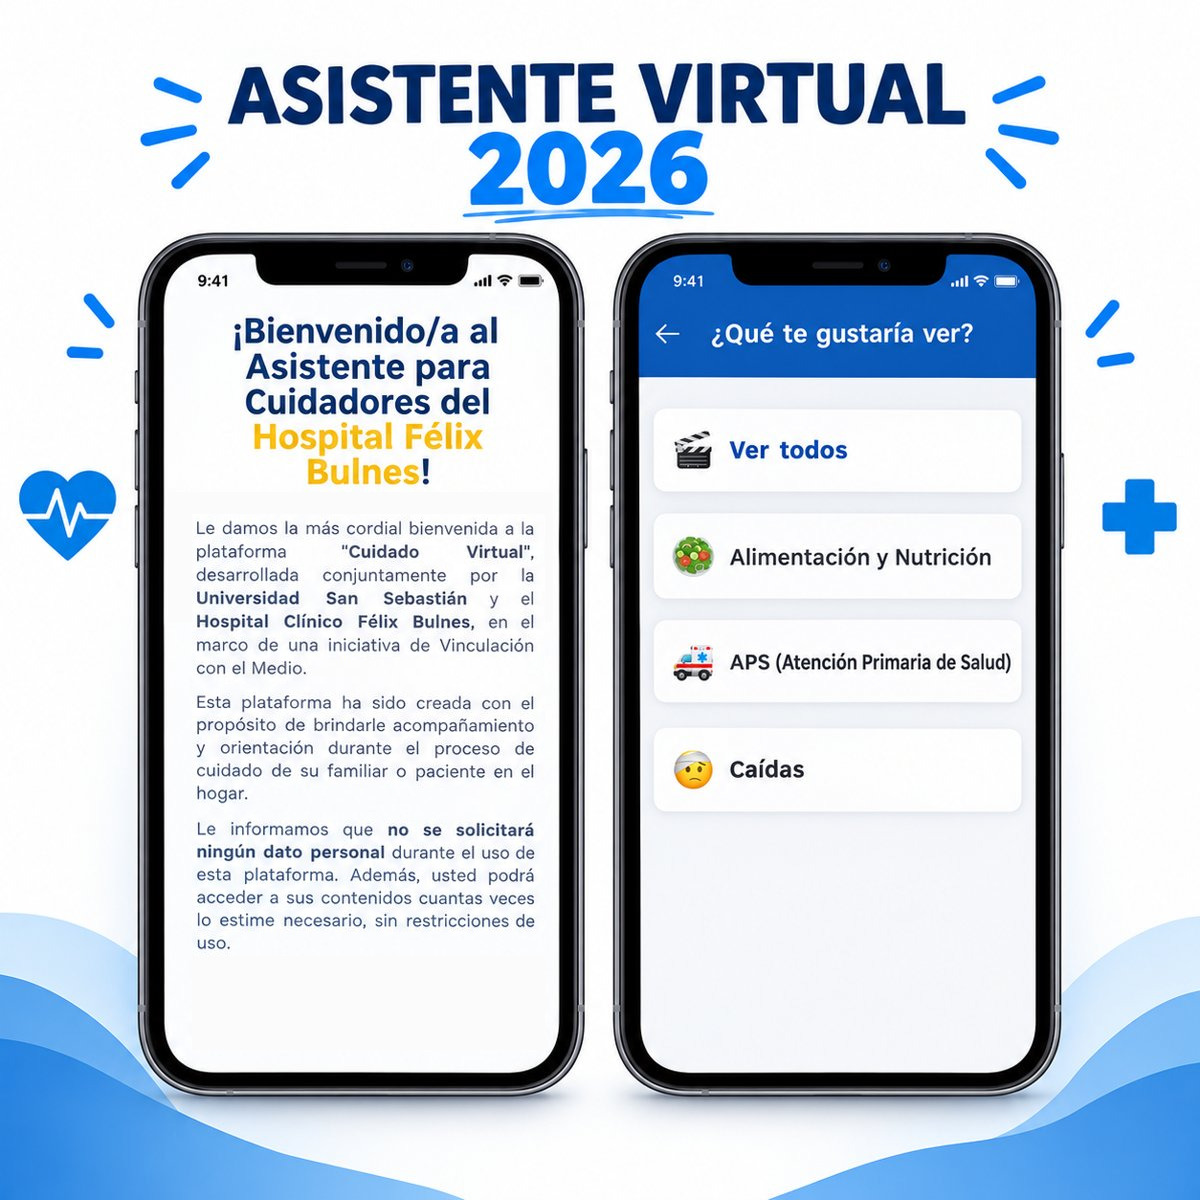 ASISTENTE VIRTUAL
2026
9:41
¡Bienvenido/a al
Asistente para
Cuidadores del
Hospital Félix
Bulnes!
Le damos la más cordial bienvenida a la
plataforma "Cuidado Virtual",
desarrollada conjuntamente por la
Universidad San Sebastián y el
Hospital Clínico Félix Bulnes, en el
marco de una iniciativa de Vinculación
con el Medio.
Esta plataforma ha sido creada con el
propósito de brindarle acompañamiento
y orientación durante el proceso de
cuidado de su familiar o paciente en el
hogar.
Le informamos que no se solicitará
ningún dato personal durante el uso de
esta plataforma. Además, usted podrá
acceder a sus contenidos cuantas veces
lo estime necesario, sin restricciones de
uso.
9:41
¿Qué te gustaría ver?
Ver todos
Alimentación y Nutrición
APS (Atención Primaria de Salud)
Caídas